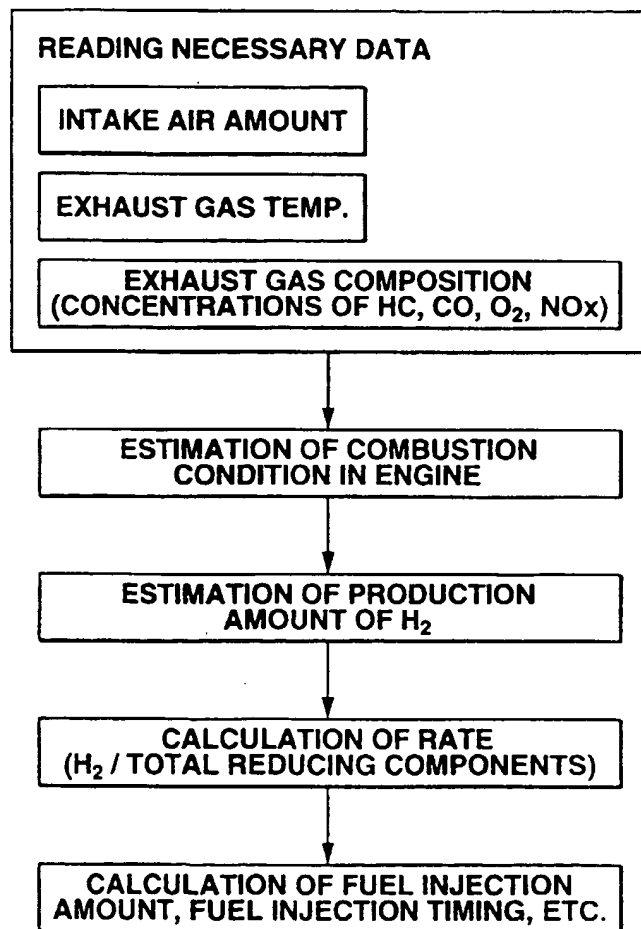 READING NECESSARY DATA
INTAKE AIR AMOUNT
EXHAUST GAS TEMP.
EXHAUST GAS COMPOSITION
(CONCENTRATIONS OF HC, CO, O₂, NOx)
ESTIMATION OF COMBUSTION
CONDITION IN ENGINE
ESTIMATION OF PRODUCTION
AMOUNT OF H₂
CALCULATION OF RATE
(H₂ / TOTAL REDUCING COMPONENTS)
CALCULATION OF FUEL INJECTION
AMOUNT, FUEL INJECTION TIMING, ETC.